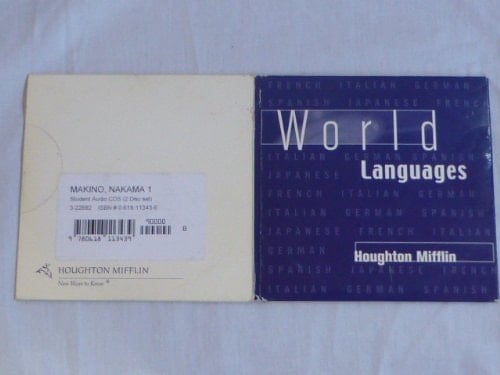 MAKINO, NAKAMA 1
Student Audio CDS (2 Disc set)
3-22682 ISBN # 0-618-11343-6
90000
B
9 780618 113439
HOUGHTON MIFFLIN
New Ways to Know ®
FRENCH ITALIAN GERMAN
SPANISH JAPANESE FRENCH
World
ITALIAN GERMAN SPANISH
Languages
JAPANESE
FRENCH ITALIAN
GERMAN SPANISH
JAPANESE FRENCH ITALIAN
GERMAN
Houghton Mifflin
SPANISH
JAPANESE FRENCH
ITALIAN GERMAN SPANISH